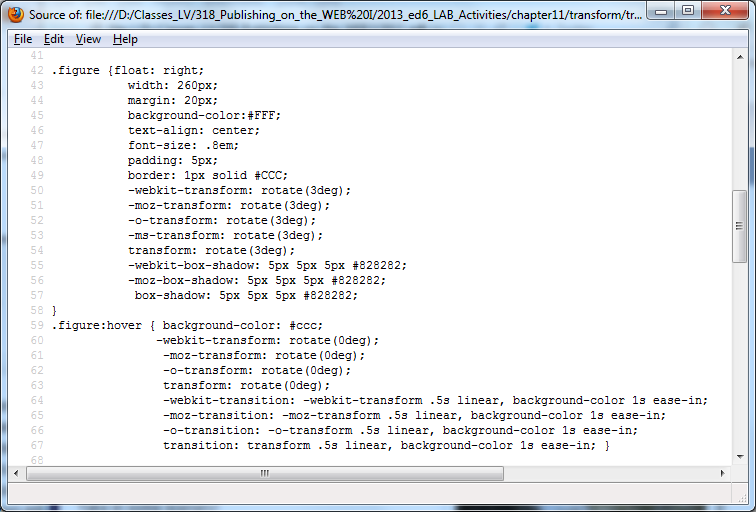 Source of: file:///D:/Classes_LV/318_Publishing_on_the_WEB%20I/2013_ed6_LAB_Activities/chapter11/transform/tr...
File Edit View Help
41
42 .figure {float: right;
43 width: 260px;
44 margin: 20px;
45 background-color:#FFF;
46 text-align: center;
47 font-size: .8em;
48 padding: 5px;
49 border: 1px solid #CCC;
50 -webkit-transform: rotate(3deg);
51 -moz-transform: rotate(3deg);
52 -o-transform: rotate(3deg);
53 -ms-transform: rotate(3deg);
54 transform: rotate(3deg);
55 -webkit-box-shadow: 5px 5px 5px #828282;
56 -moz-box-shadow: 5px 5px 5px #828282;
57 box-shadow: 5px 5px 5px #828282;
58 }
59 .figure:hover { background-color: #ccc;
60 -webkit-transform: rotate(0deg);
61 -moz-transform: rotate(0deg);
62 -o-transform: rotate(0deg);
63 transform: rotate(0deg);
64 -webkit-transition: -webkit-transform .5s linear, background-color 1s ease-in;
65 -moz-transition: -moz-transform .5s linear, background-color 1s ease-in;
66 -o-transition: -o-transform .5s linear, background-color 1s ease-in;
67 transition: transform .5s linear, background-color 1s ease-in; }
68